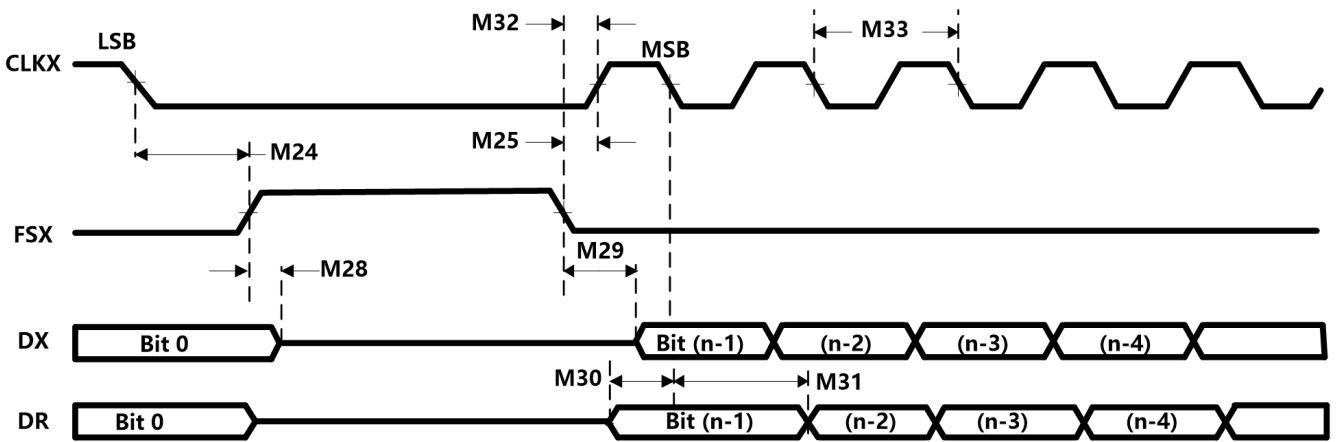 M32
LSB
MSB
M33
CLKX
M25
M24
FSX
M29
M28
DX
Bit 0
Bit (n-1)
(n-2)
(n-3)
(n-4)
M30
M31
DR
Bit 0
Bit (n-1)
(n-2)
(n-3)
(n-4)